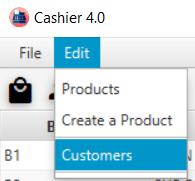 Cashier 4.0
File Edit
Products
Create a Product
Customers
B1